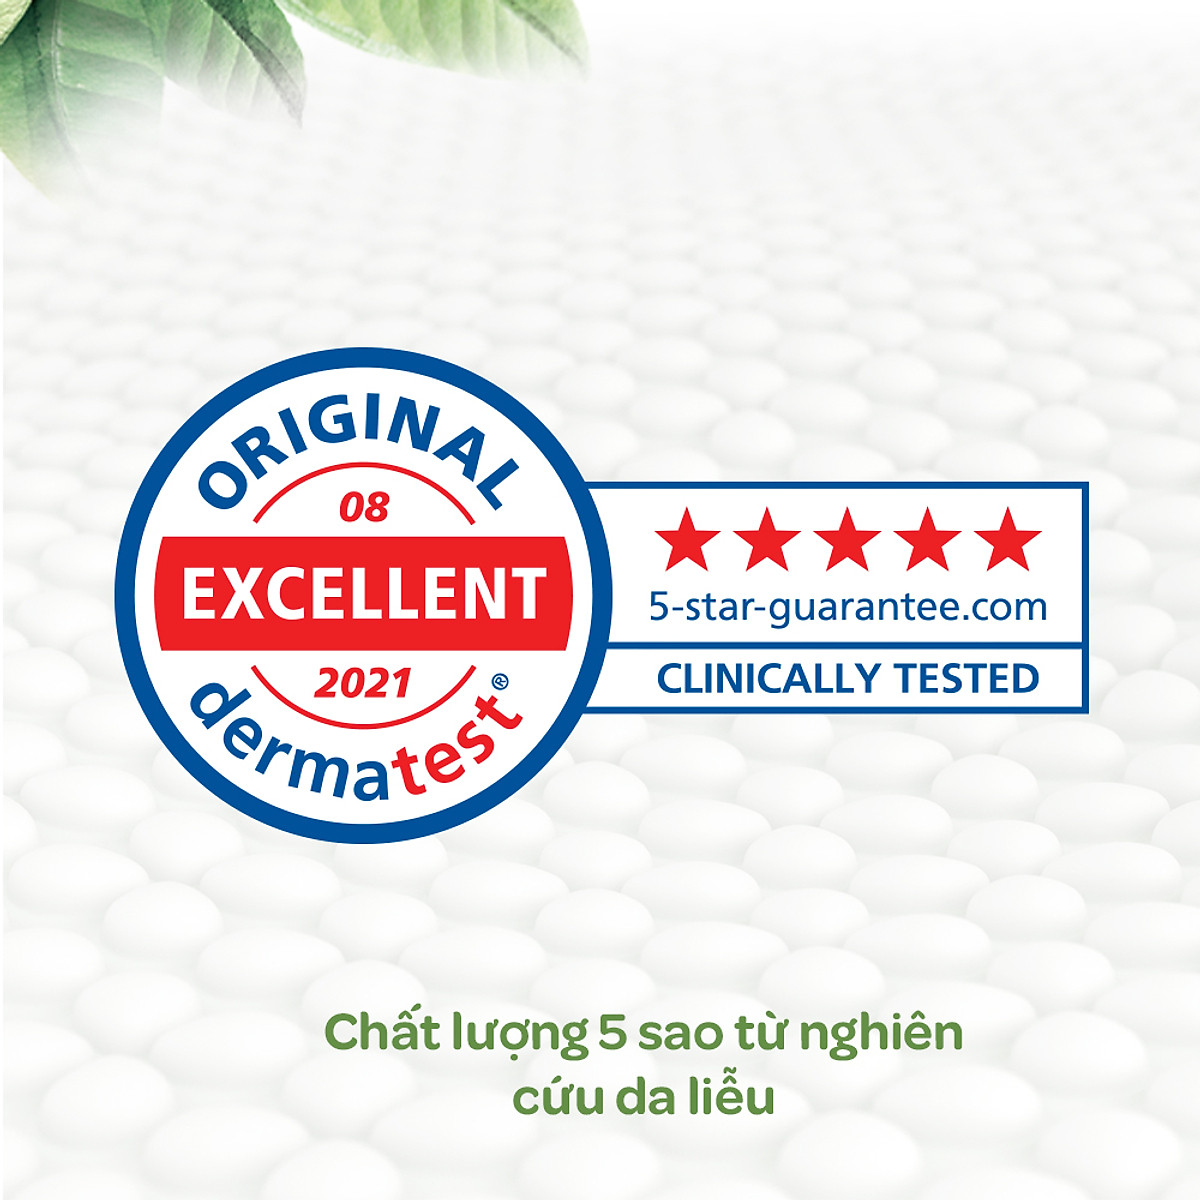 ORIGINAL
08
EXCELLENT
2021
dermatest®
5-star-guarantee.com
CLINICALLY TESTED
Chất lượng 5 sao từ nghiên
cứu da liễu